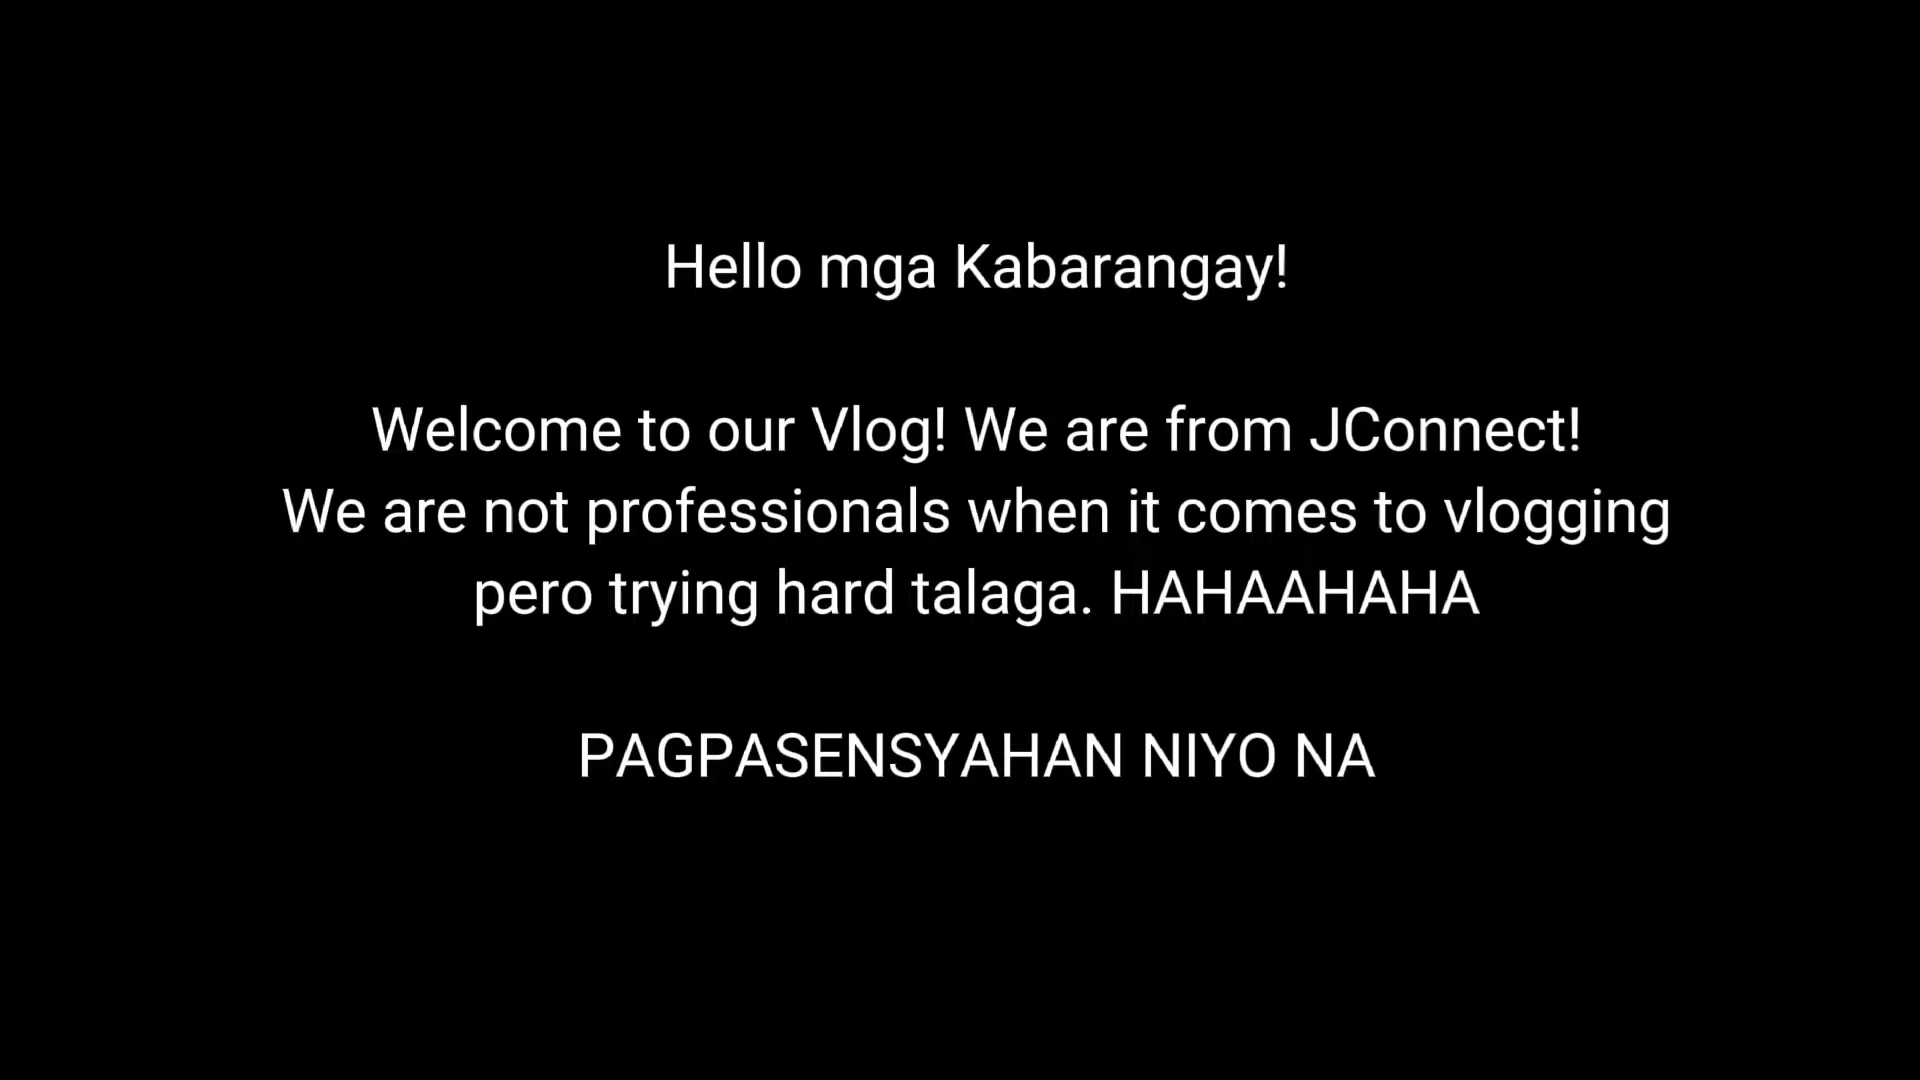 Hello mga Kabarangay!
Welcome to our Vlog! We are from JConnect!
We are not professionals when it comes to vlogging
pero trying hard talaga. HAHAAHAHA
PAGPASENSYAHAN NIYO NA